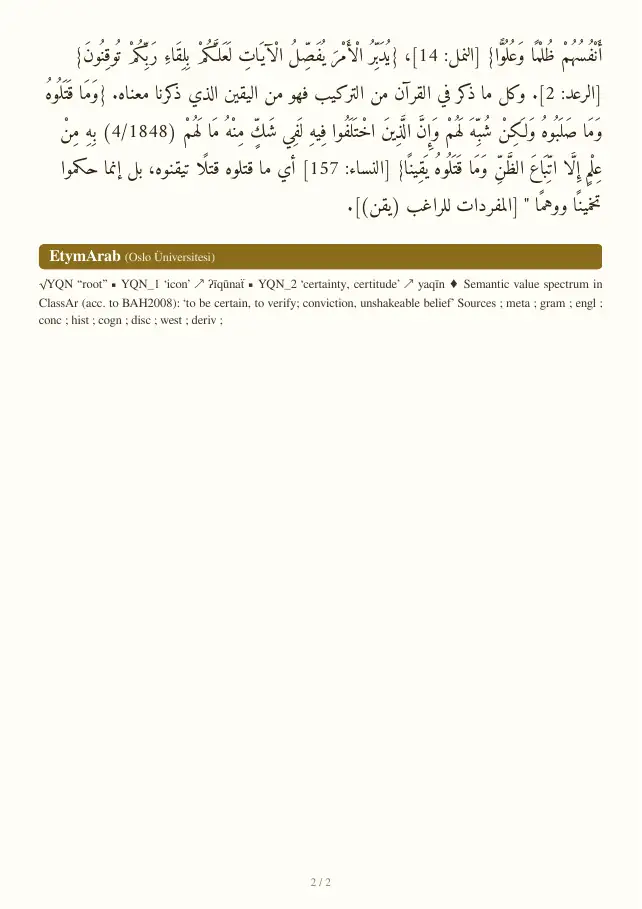 أَنْفُسُهُمْ ظُلْمًا وَعُلُوًّا} [النمل: 14]، {يُدَبِّرُ الْأَمْرَ يُفَصِّلُ الْآيَاتِ لَعَلَّكُمْ بِلِقَاءِ رَبِّكُمْ تُوقِنُونَ}
[الرعد: 2]. وكل ما ذكر في القرآن من التركيب فهو من اليقين الذي ذكرنا معناه. {وَمَا قَتَلُوهُ
وَمَا صَلَبُوهُ وَلَكِنْ شُبِّهَ لَهُمْ وَإِنَّ الَّذِينَ اخْتَلَفُوا فِيهِ لَفِي شَكٍّ مِنْهُ مَا لَهُمْ (4/1848) بِهِ مِنْ
عِلْمٍ إِلَّا اتِّبَاعَ الظَّنِّ وَمَا قَتَلُوهُ يَقِينًا} [النساء: 157] أي ما قتلوه قتلًا تيقنوه، بل إنما حكموا
تخمينًا ووهمًا " [المفردات للراغب (يقن)].
EtymArab (Oslo Üniversitesi)
√YQN “root” ▪ YQN_1 ‘icon’ ↗ ʔīqūnaẗ ▪ YQN_2 ‘certainty, certitude’ ↗ yaqīn ♦ Semantic value spectrum in
ClassAr (acc. to BAH2008): ‘to be certain, to verify; conviction, unshakeable belief’ Sources ; meta ; gram ; engl ;
conc ; hist ; cogn ; disc ; west ; deriv ;
2 / 2